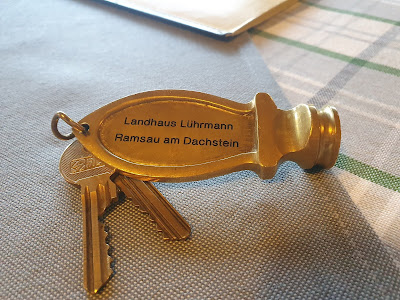 Landhaus Lührmann
Ramsau am Dachstein